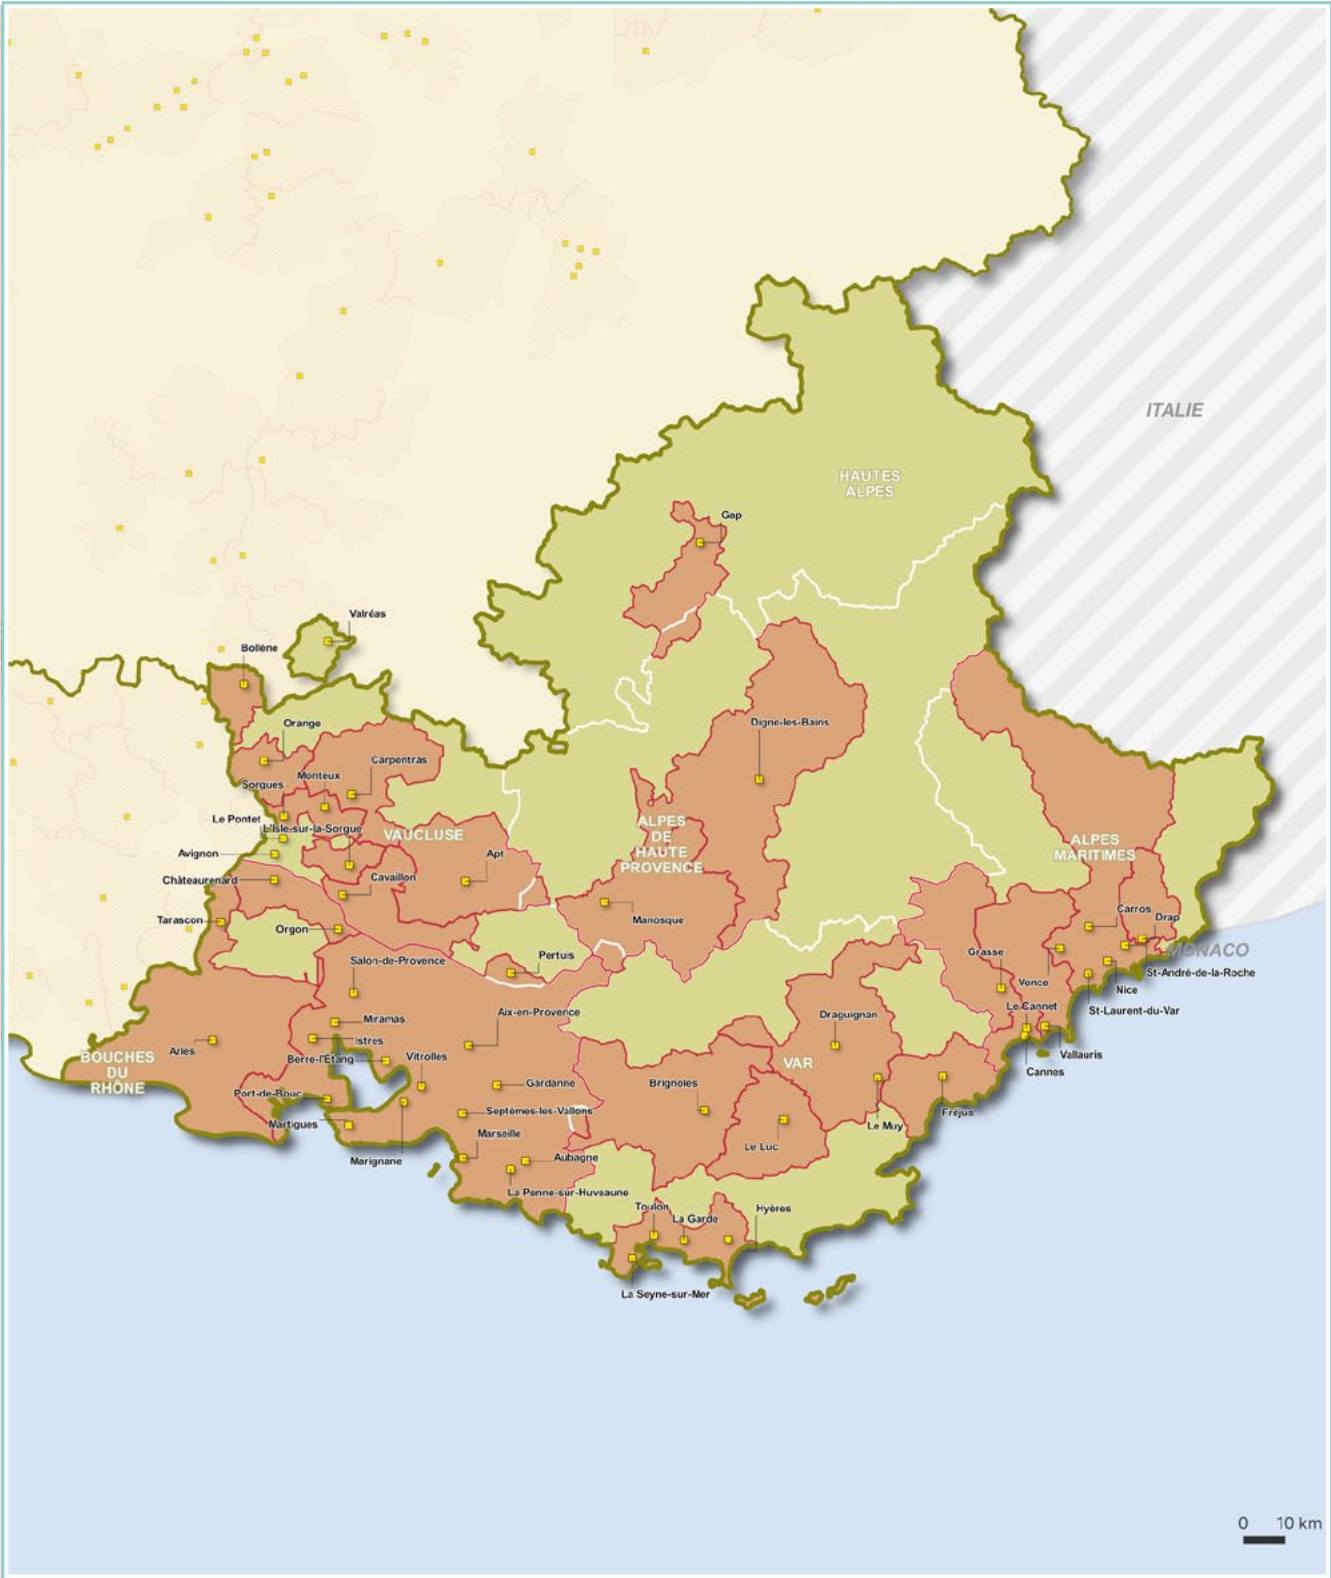 ITALIE
HAUTES
ALPES
Gap
Valréas
Bollène
Orange
Digne-les-Bains
Carpentras
Monteux
Sorgues
Le Pontet
L'Isle-sur-la-Sorgue
VAUCLUSE
ALPES
DE
HAUTE
PROVENCE
ALPES
MARITIMES
Avignon
Apt
Châteaurenard
Cavaillon
Carros
Drap
Tarascon
Manosque
Orgon
MONACO
Pertuis
Grasse
Salon-de-Provence
St-André-de-la-Roche
Vence
Nice
Le Cannet
St-Laurent-du-Var
Aix-en-Provence
Draguignan
Miramas
Istres
Arles
BOUCHES
DU
RHÔNE
Berre-l'Étang
Vitrolles
Vallauris
VAR
Cannes
Gardanne
Brignoles
Port-de-Bouc
Septèmes-les-Vallons
Fréjus
Martigues
Le Muy
Marseille
Le Luc
Marignane
Aubagne
La Penne-sur-Huveaune
Toulon
Hyères
La Garde
La Seyne-sur-Mer
0 10 km